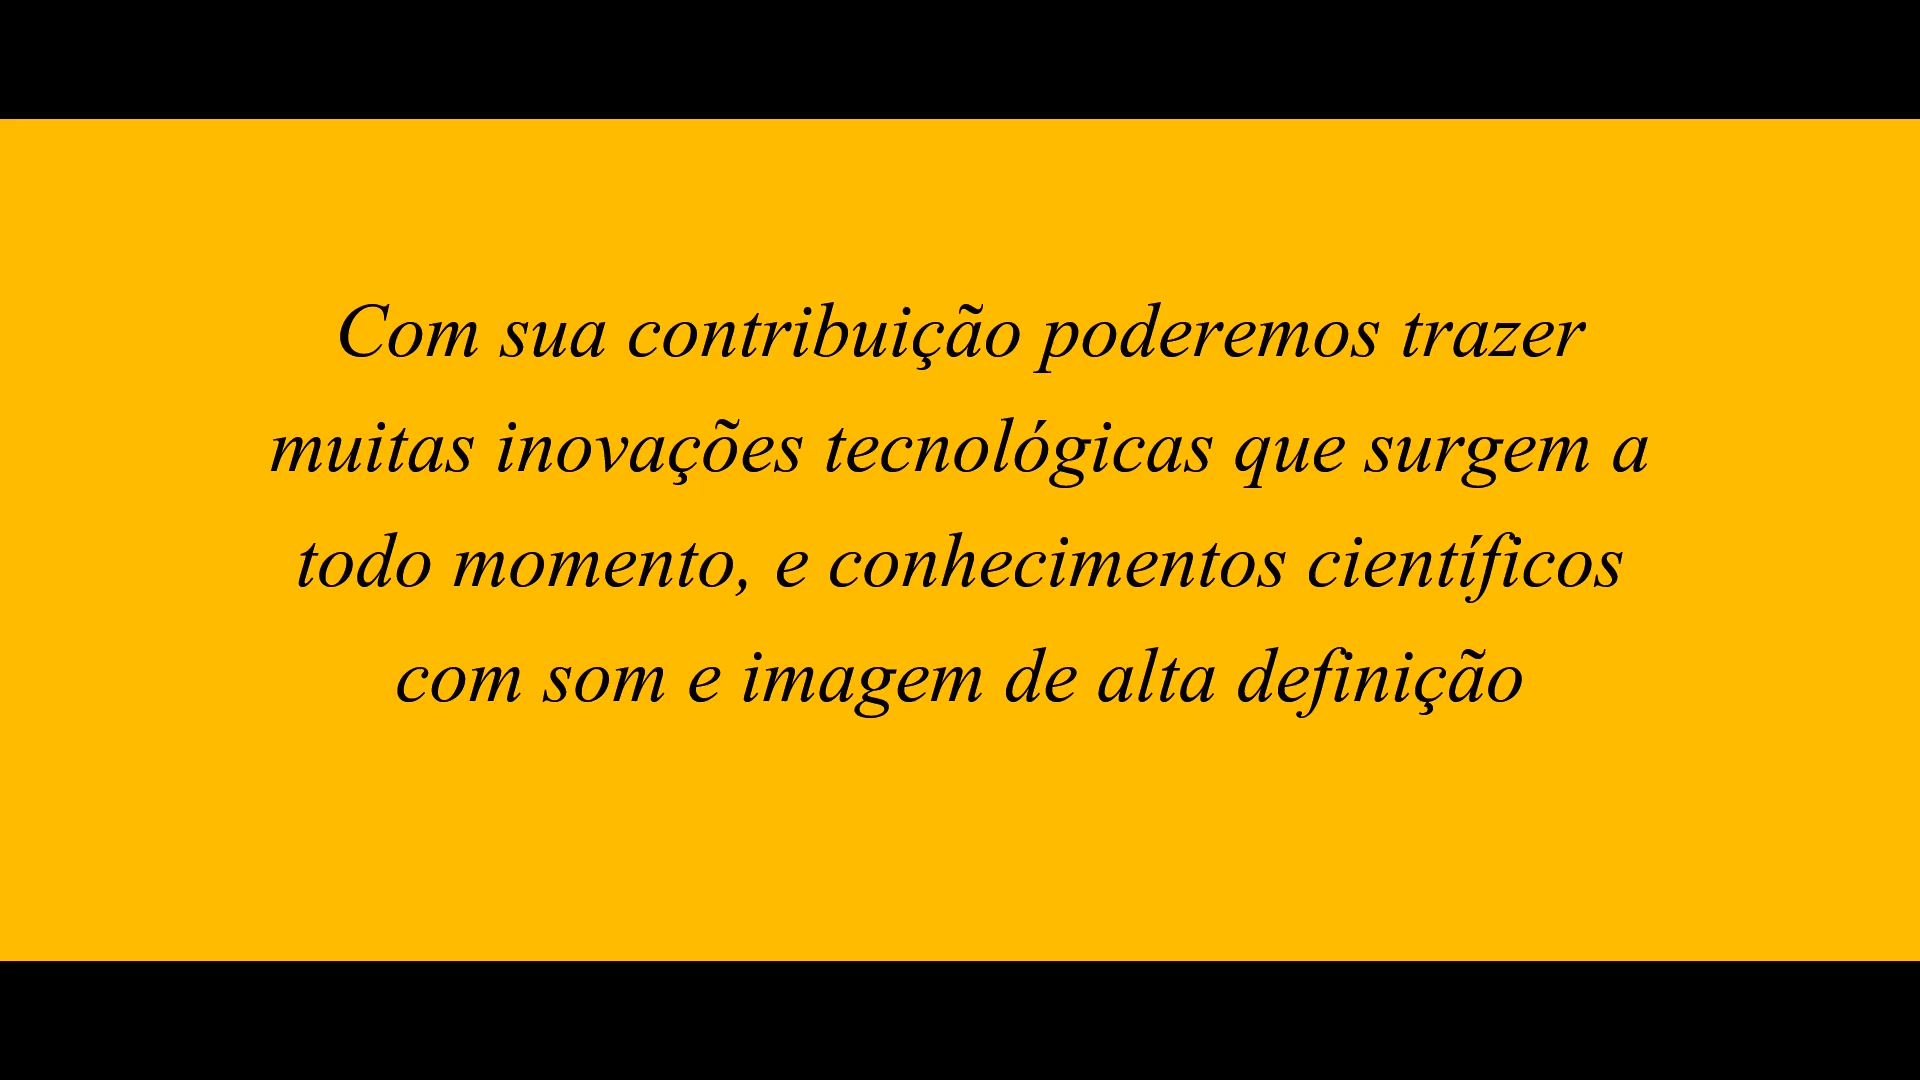 Com sua contribuição poderemos trazer
muitas inovações tecnológicas que surgem a
todo momento, e conhecimentos científicos
com som e imagem de alta definição